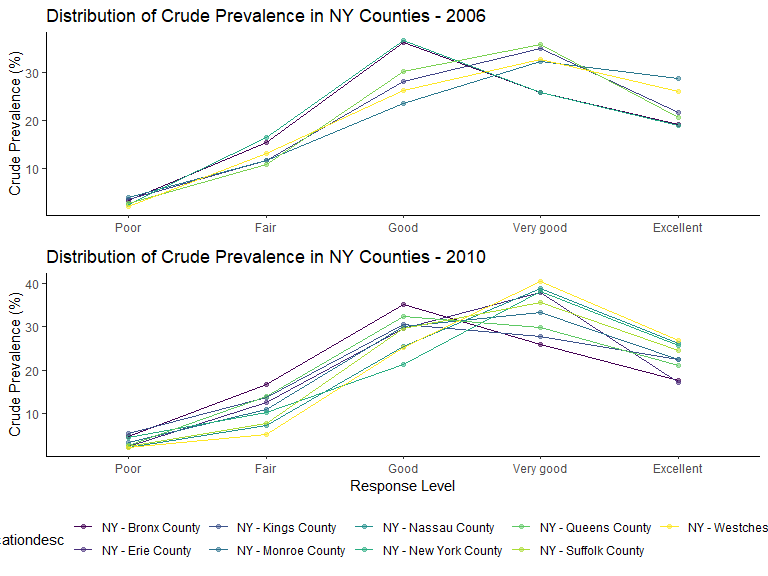 Distribution of Crude Prevalence in NY Counties - 2006
Crude Prevalence (%)
30
20
10
Poor Fair Good Very good Excellent
Distribution of Crude Prevalence in NY Counties - 2010
Crude Prevalence (%)
40
30
20
10
Poor Fair Good Very good Excellent
Response Level
cationdesc
NY - Bronx County NY - Kings County NY - Nassau County NY - Queens County NY - Westches
NY - Erie County NY - Monroe County NY - New York County NY - Suffolk County